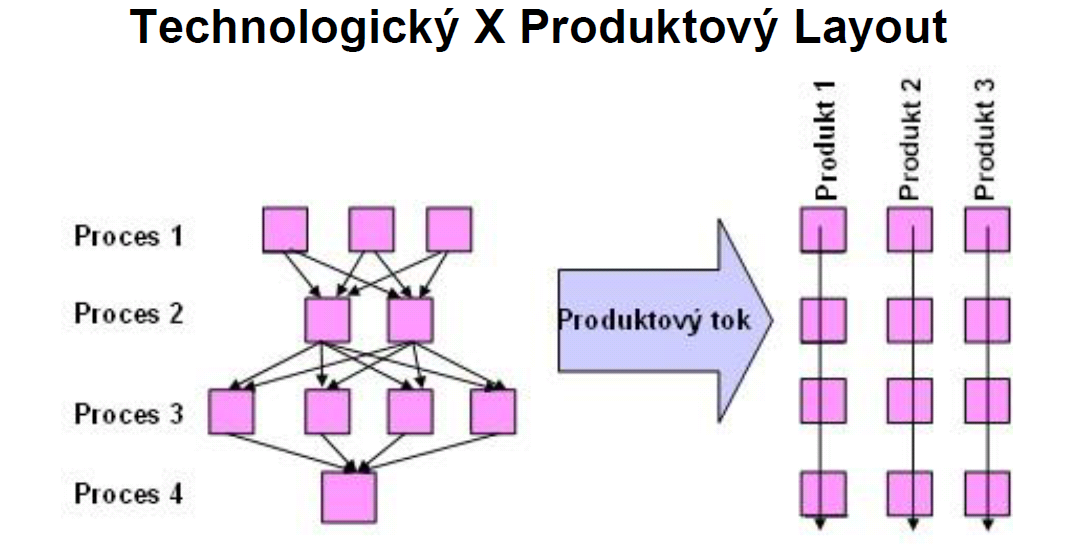 Technologický X Produktový Layout
Produkt 1
Produkt 2
Produkt 3
Proces 1
Proces 2
Produktový tok
Proces 3
Proces 4